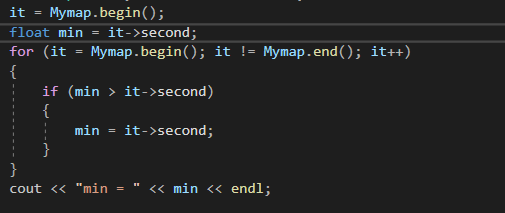 it = Mymap.begin();
float min = it->second;
for (it = Mymap.begin(); it != Mymap.end(); it++)
{
    if (min > it->second)
    {
        min = it->second;
    }
}
cout << "min = " << min << endl;